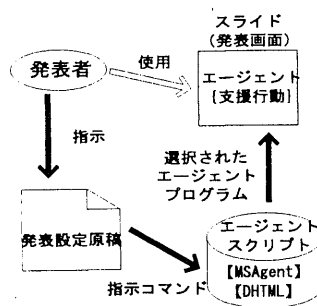 スライド
(発表画面)
発表者
使用
エージェント
{支援行動}
指示
選択された
エージェント
プログラム
発表設定原稿
エージェント
スクリプト
【MSAgent】
【DHTML】
指示コマンド